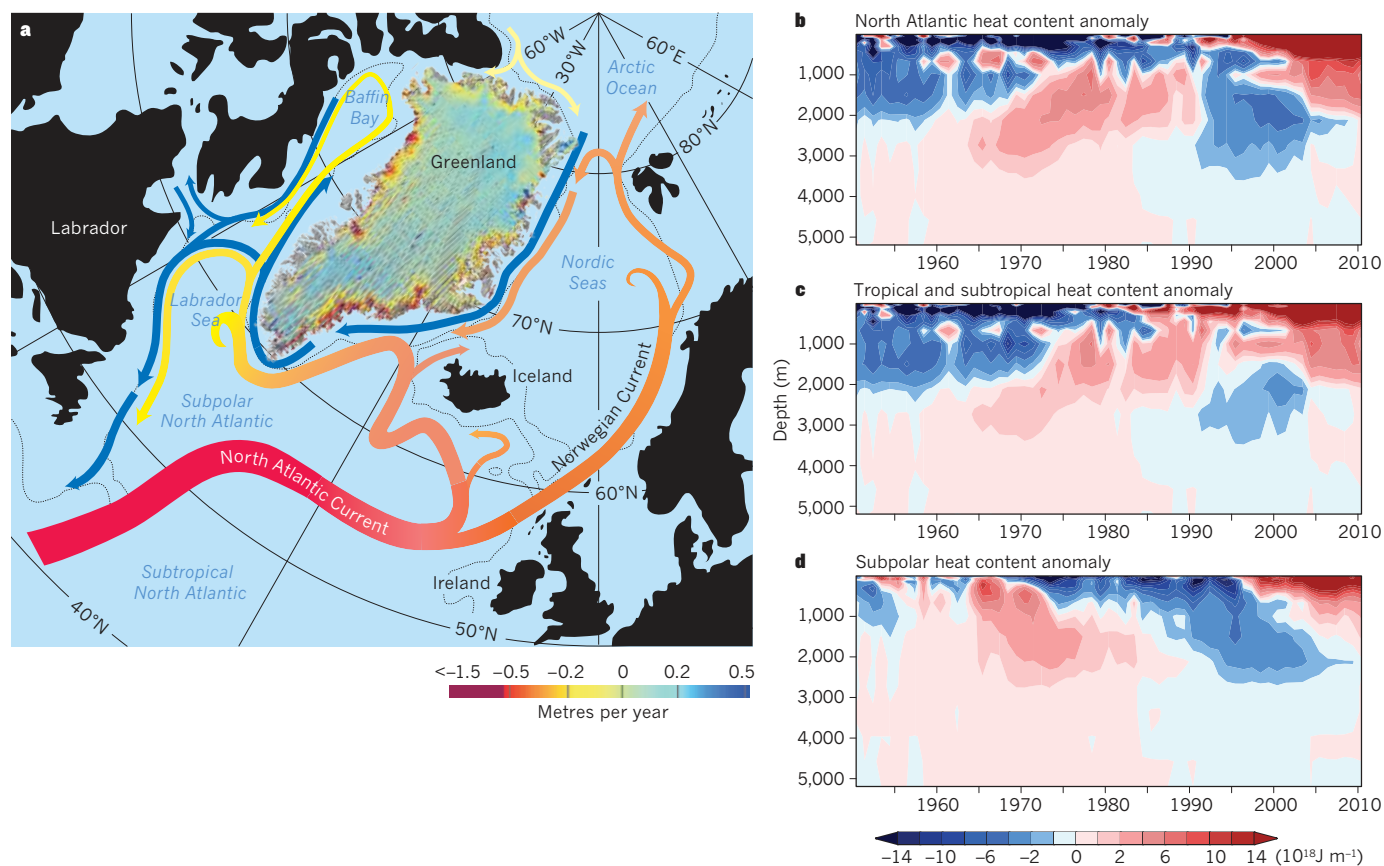 a
60°W
30°W
60°E
Arctic
Ocean
Baffin
Bay
Greenland
80°N
Labrador
Nordic
Seas
Labrador
Sea
70°N
Iceland
Subpolar
North Atlantic
Norwegian Current
North Atlantic Current
60°N
Subtropical
North Atlantic
Ireland
40°N
50°N
<–1.5 –0.5 –0.2 0 0.2 0.5
Metres per year
b North Atlantic heat content anomaly
1,000
2,000
3,000
4,000
5,000
1960 1970 1980 1990 2000 2010
c Tropical and subtropical heat content anomaly
Depth (m)
1,000
2,000
3,000
4,000
5,000
1960 1970 1980 1990 2000 2010
d Subpolar heat content anomaly
1,000
2,000
3,000
4,000
5,000
1960 1970 1980 1990 2000 2010
–14 –10 –6 –2 0 2 6 10 14 (10¹⁸J m⁻¹)